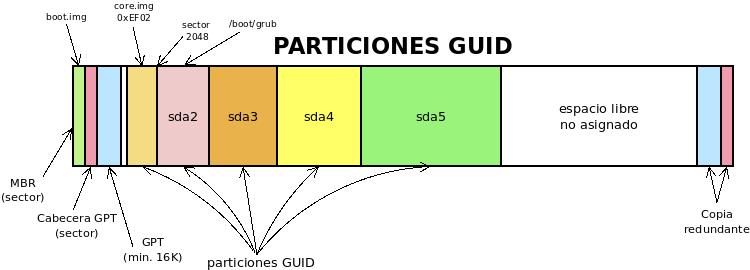 core.img
0xEF02
boot.img
sector
2048
/boot/grub
PARTICIONES GUID
sda2
sda3
sda4
sda5
espacio libre
no asignado
MBR
(sector)
Cabecera GPT
(sector)
GPT
(min. 16K)
particiones GUID
Copia
redundante